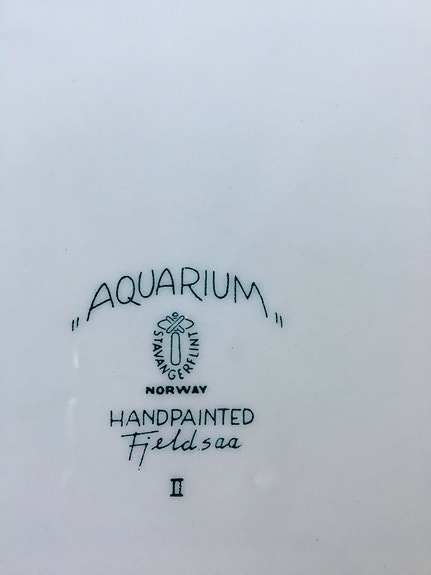 "AQUARIUM"
STAVANGERFLINT
NORWAY
HANDPAINTED
Fjeldsaa
II